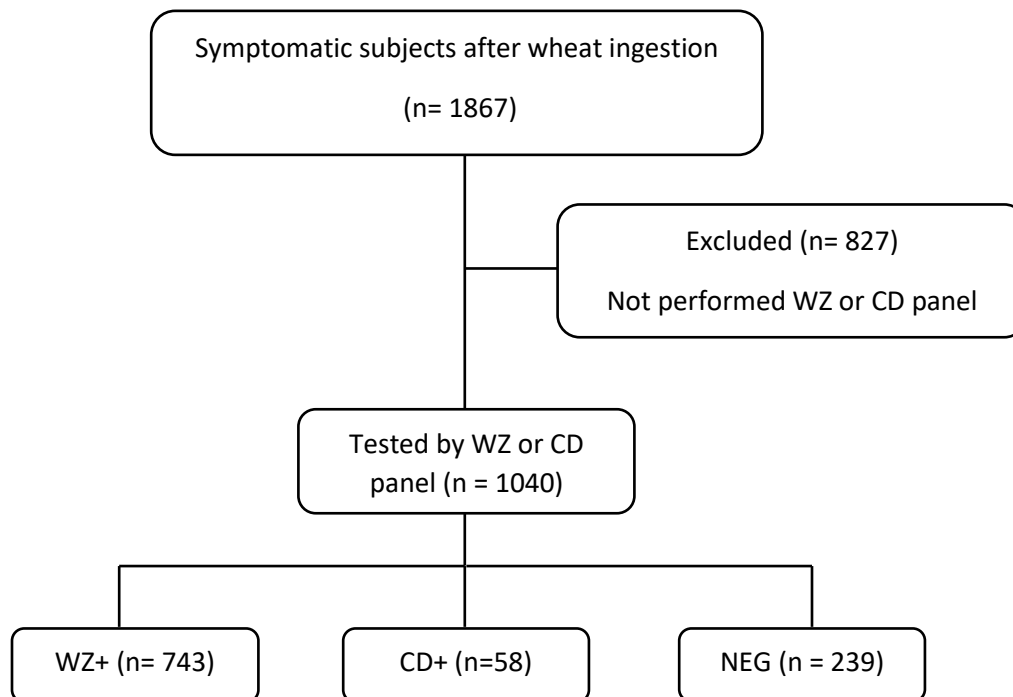 Symptomatic subjects after wheat ingestion
(n= 1867)
Excluded (n= 827)
Not performed WZ or CD panel
Tested by WZ or CD
panel (n = 1040)
WZ+ (n= 743)
CD+ (n=58)
NEG (n = 239)